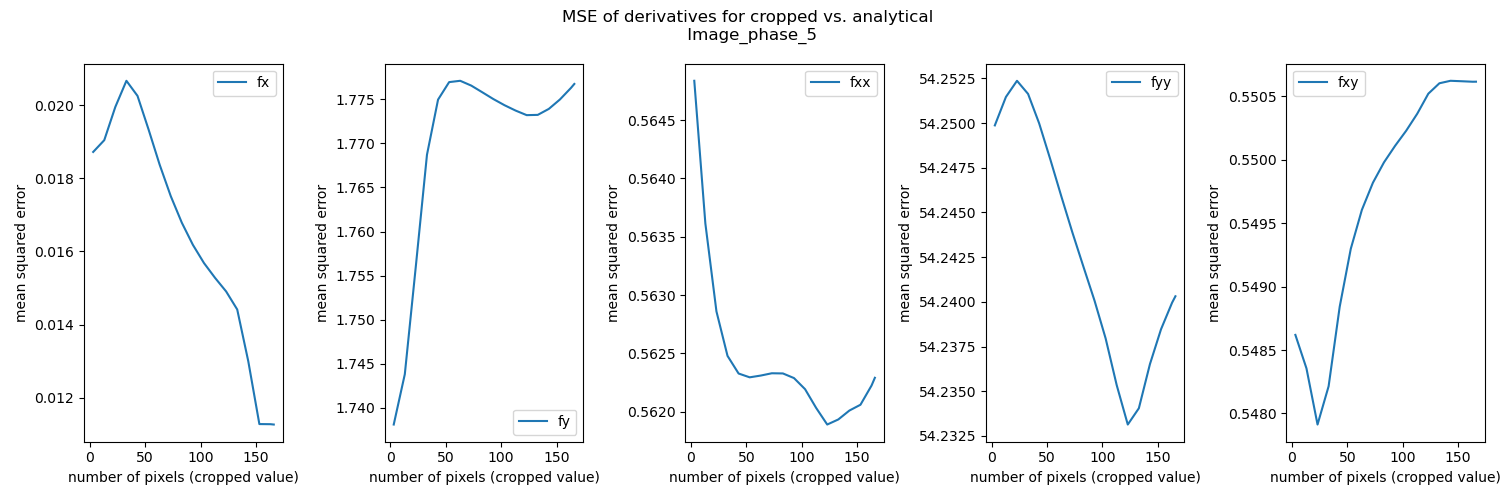 MSE of derivatives for cropped vs. analytical
Image_phase_5
mean squared error
0.020
0.018
0.016
0.014
0.012
fx
0 50 100 150
number of pixels (cropped value)
mean squared error
1.775
1.770
1.765
1.760
1.755
1.750
1.745
1.740
fy
0 50 100 150
number of pixels (cropped value)
mean squared error
0.5645
0.5640
0.5635
0.5630
0.5625
0.5620
fxx
0 50 100 150
number of pixels (cropped value)
mean squared error
54.2525
54.2500
54.2475
54.2450
54.2425
54.2400
54.2375
54.2350
54.2325
fyy
0 50 100 150
number of pixels (cropped value)
mean squared error
0.5505
0.5500
0.5495
0.5490
0.5485
0.5480
fxy
0 50 100 150
number of pixels (cropped value)